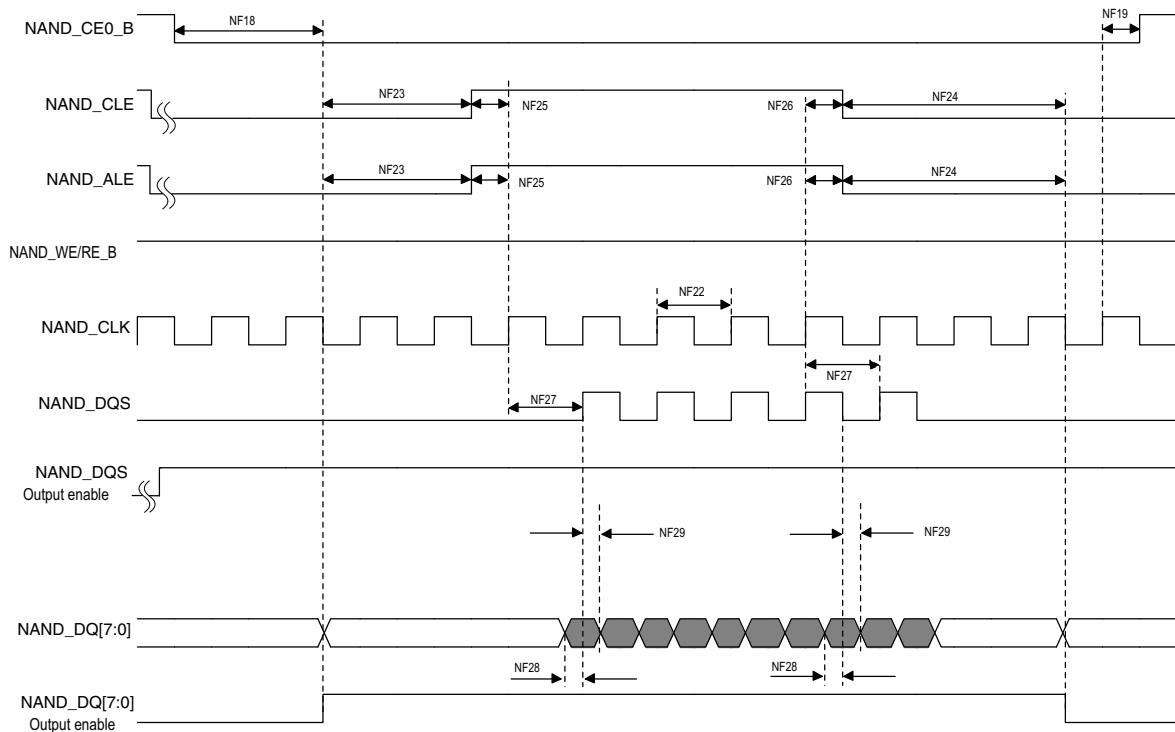 NF18
NF19
NAND_CE0_B
NF23
NF24
NAND_CLE
NF25
NF26
NF23
NF24
NAND_ALE
NF25
NF26
NAND_WE/RE_B
NF22
NAND_CLK
NF27
NAND_DQS
NF27
NAND_DQS
Output enable
NF29
NF29
NAND_DQ[7:0]
NF28
NF28
NAND_DQ[7:0]
Output enable